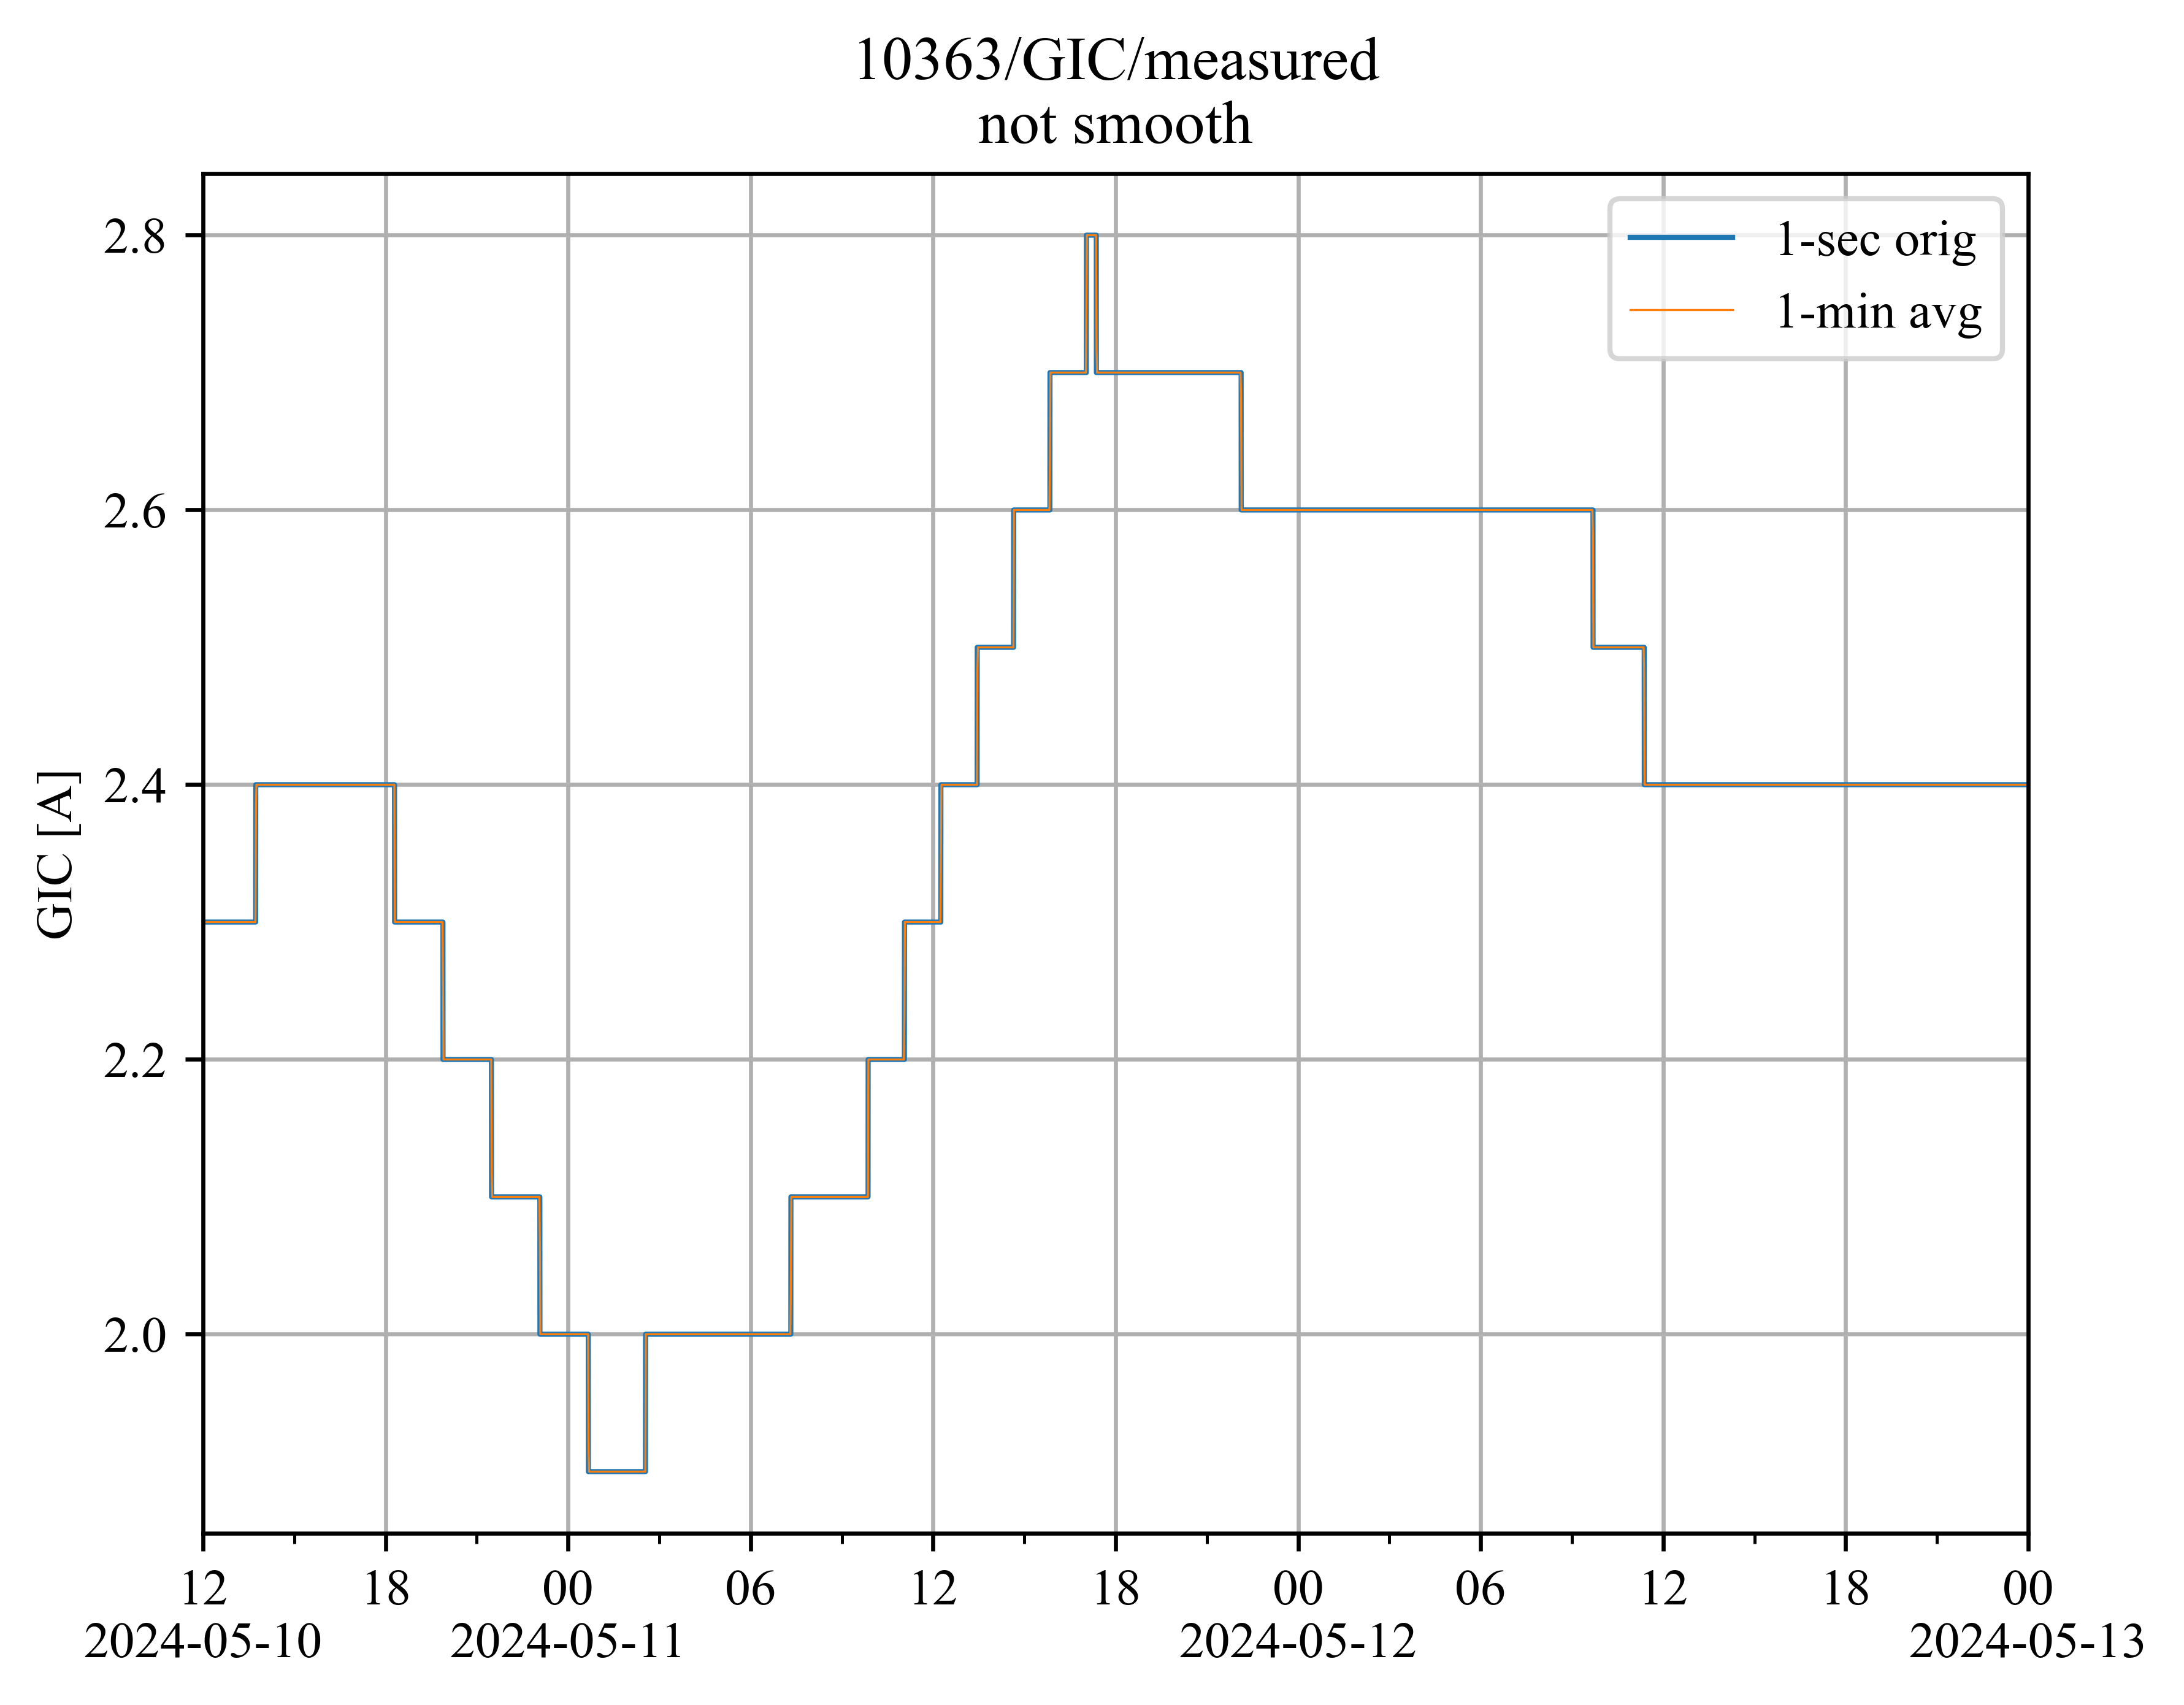 10363/GIC/measured
not smooth
1-sec orig
1-min avg
GIC [A]
2.8
2.6
2.4
2.2
2.0
12 18 00 06 12 18 00 06 12 18 00
2024-05-10 2024-05-11 2024-05-12 2024-05-13